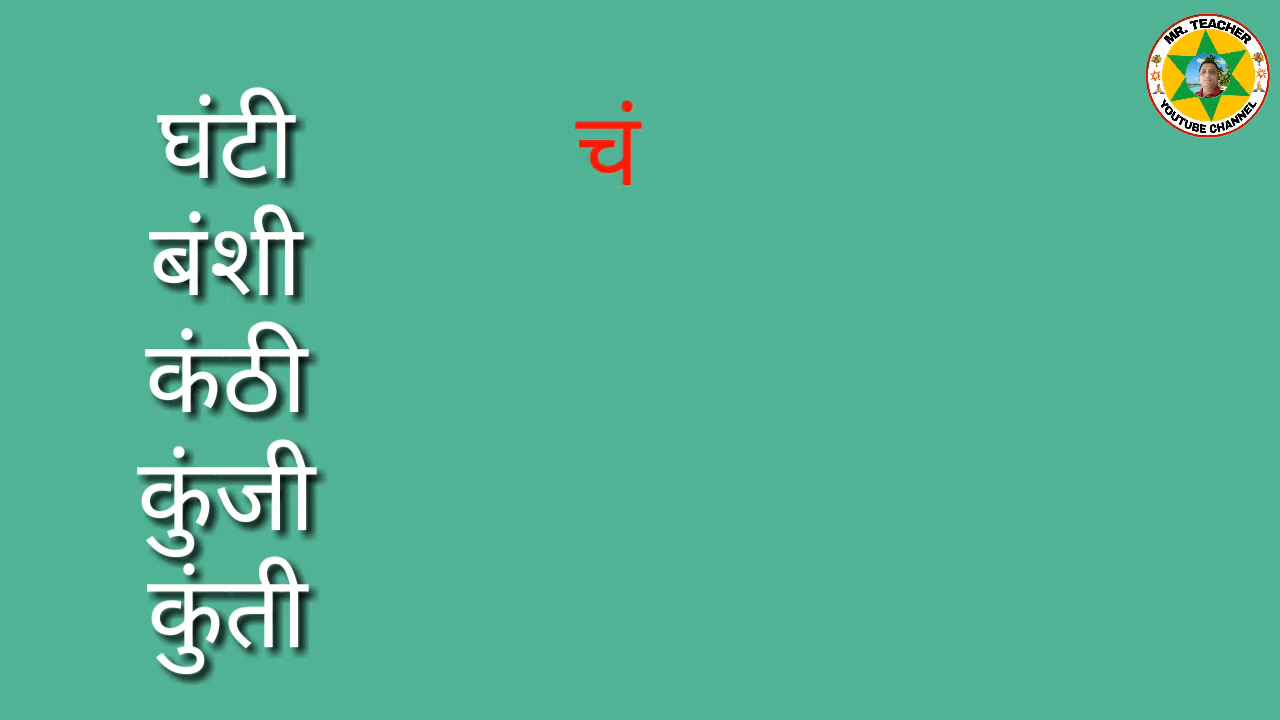 घंटी
बंशी
कंठी
कुंजी
कुंती
चं
MR. TEACHER
YOUTUBE CHANNEL